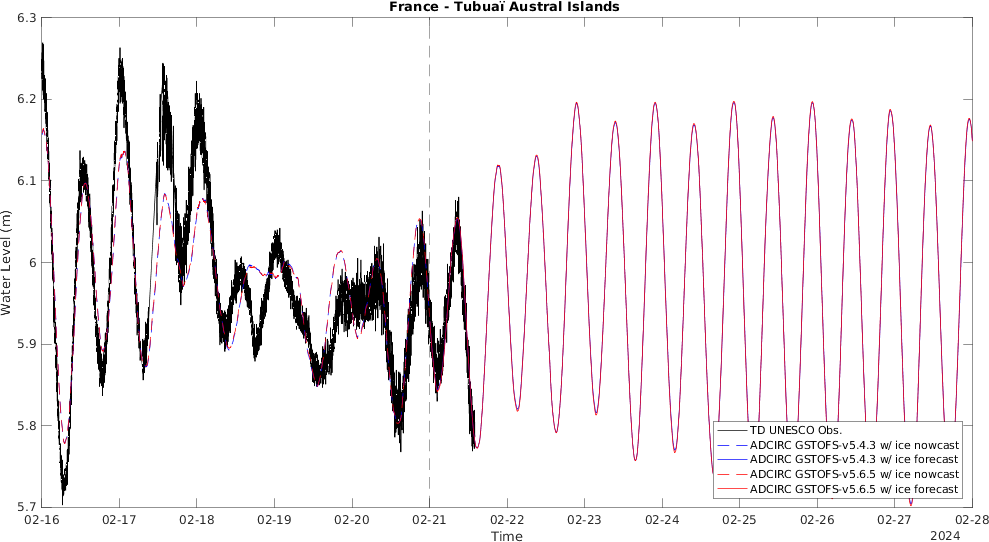 France - Tubuaï Austral Islands
6.3
6.2
6.1
6
5.9
5.8
5.7
Water Level (m)
TD UNESCO Obs.
ADCIRC GSTOFS-v5.4.3 w/ ice nowcast
ADCIRC GSTOFS-v5.4.3 w/ ice forecast
ADCIRC GSTOFS-v5.6.5 w/ ice nowcast
ADCIRC GSTOFS-v5.6.5 w/ ice forecast
02-16 02-17 02-18 02-19 02-20 02-21 02-22 02-23 02-24 02-25 02-26 02-27 02-28
Time
2024